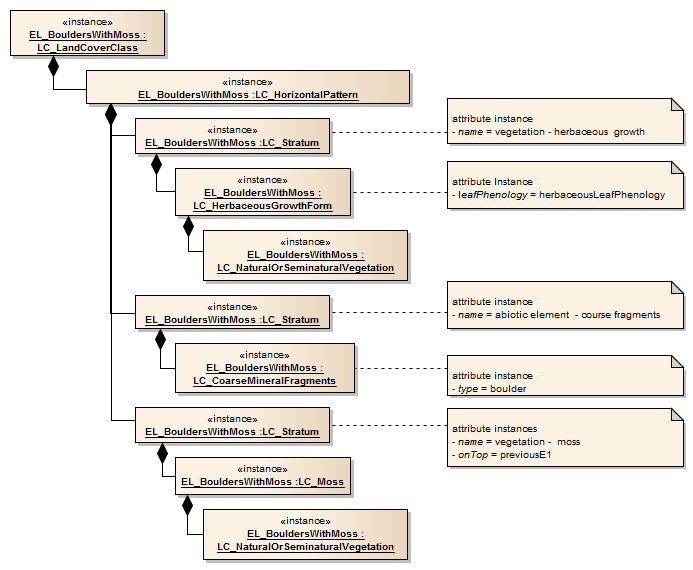 «instance»
EL_BouldersWithMoss :
LC_LandCoverClass
«instance»
EL_BouldersWithMoss :LC_HorizontalPattern
«instance»
EL_BouldersWithMoss :LC_Stratum
attribute instance
- name = vegetation - herbaceous growth
«instance»
EL_BouldersWithMoss :
LC_HerbaceousGrowthForm
attribute Instance
- leafPhenology = herbaceousLeafPhenology
«instance»
EL_BouldersWithMoss :
LC_NaturalOrSeminaturalVegetation
«instance»
EL_BouldersWithMoss :LC_Stratum
attribute instance
- name = abiotic element - course fragments
«instance»
EL_BouldersWithMoss :
LC_CoarseMineralFragments
attribute instance
- type = boulder
«instance»
EL_BouldersWithMoss :LC_Stratum
attribute instances
- name = vegetation - moss
- onTop = previousE1
«instance»
EL_BouldersWithMoss :LC_Moss
«instance»
EL_BouldersWithMoss :
LC_NaturalOrSeminaturalVegetation